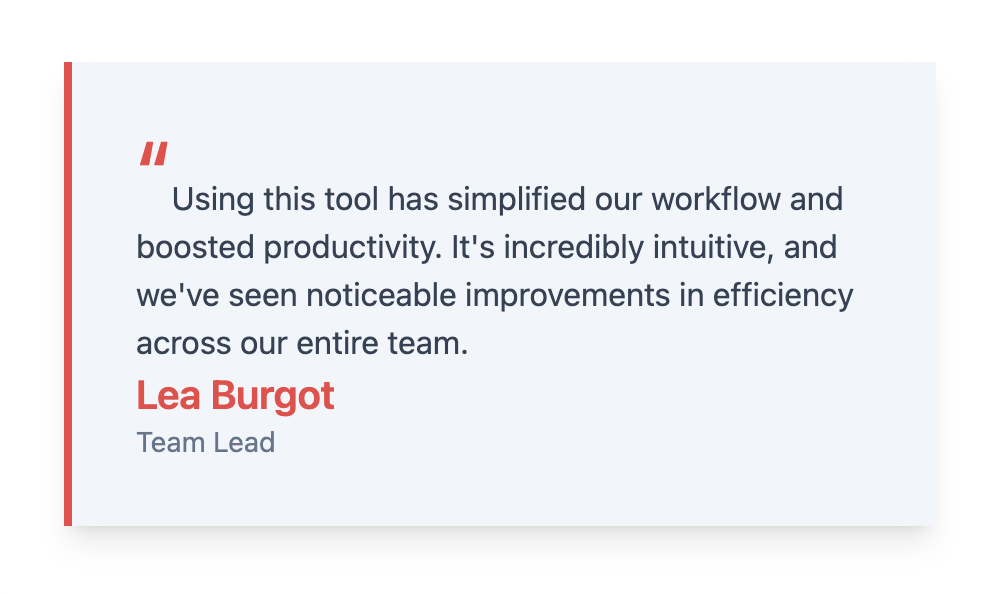 "
Using this tool has simplified our workflow and
boosted productivity. It's incredibly intuitive, and
we've seen noticeable improvements in efficiency
across our entire team.
Lea Burgot
Team Lead